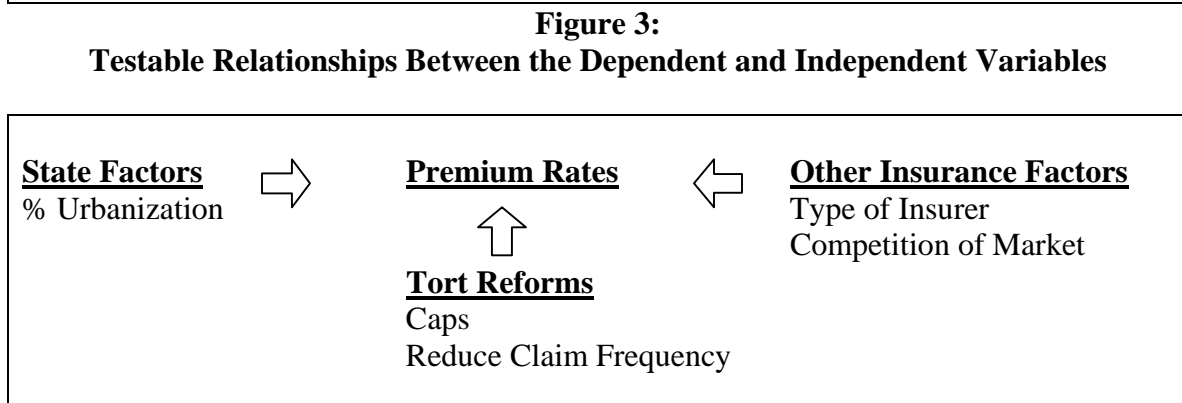 Figure 3:
Testable Relationships Between the Dependent and Independent Variables
State Factors
% Urbanization
Premium Rates
Other Insurance Factors
Type of Insurer
Competition of Market
Tort Reforms
Caps
Reduce Claim Frequency